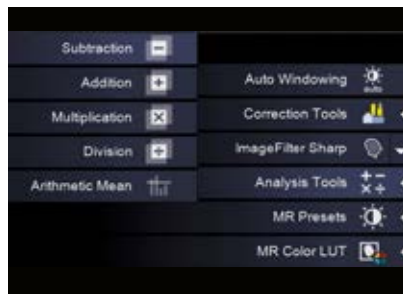 Subtraction
Addition
Multiplication
Division
Arithmetic Mean
Auto Windowing
auto
Correction Tools
ImageFilter Sharp
Analysis Tools
MR Presets
MR Color LUT